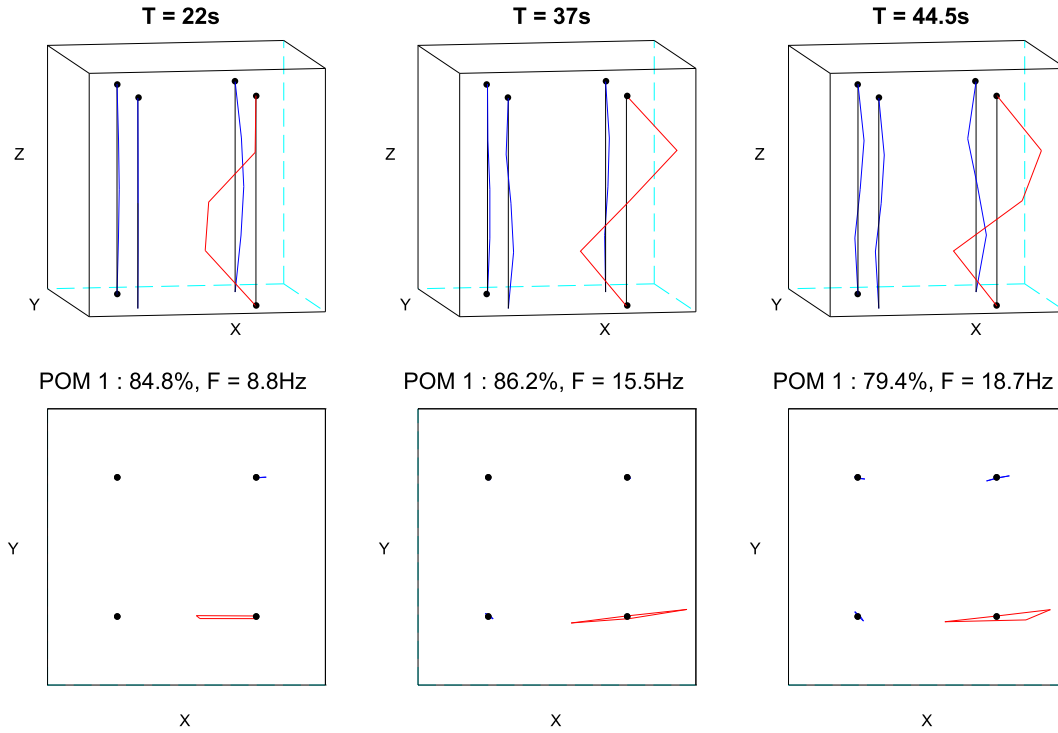 T = 22s
T = 37s
T = 44.5s
Z
Z
Z
Y
Y
Y
X
X
X
POM 1 : 84.8%, F = 8.8Hz
POM 1 : 86.2%, F = 15.5Hz
POM 1 : 79.4%, F = 18.7Hz
Y
Y
Y
X
X
X